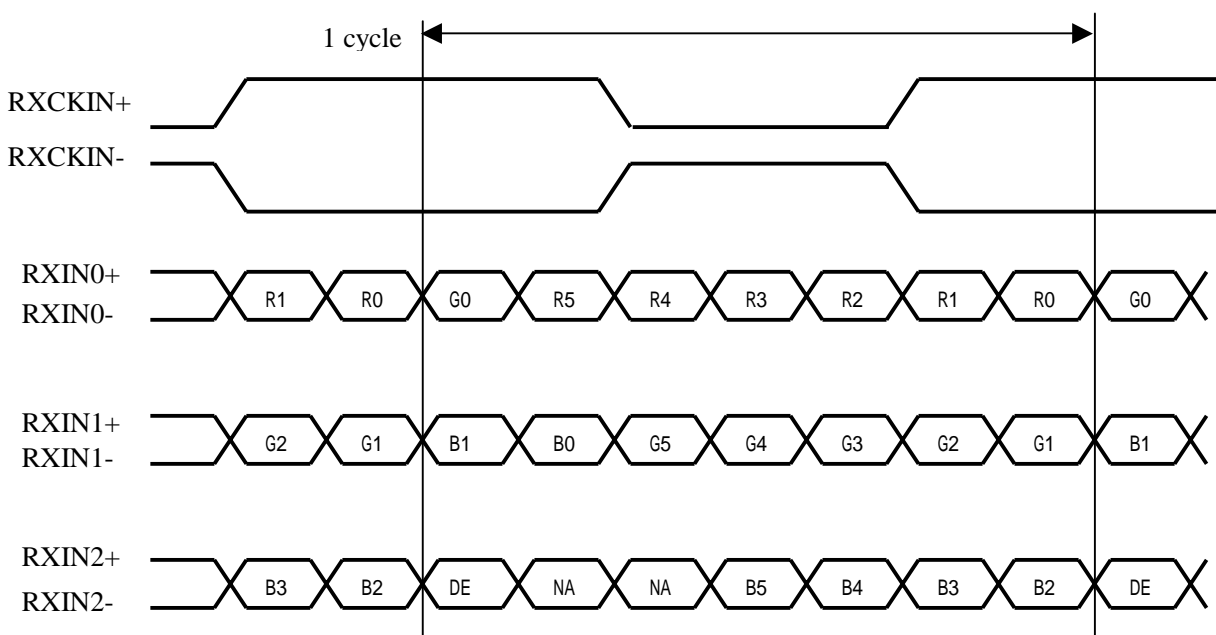 1 cycle
RXCKIN+
RXCKIN-
RXIN0+
R1 R0 G0 R5 R4 R3 R2 R1 R0 G0
RXIN0-
RXIN1+
G2 G1 B1 B0 G5 G4 G3 G2 G1 B1
RXIN1-
RXIN2+
B3 B2 DE NA NA B5 B4 B3 B2 DE
RXIN2-